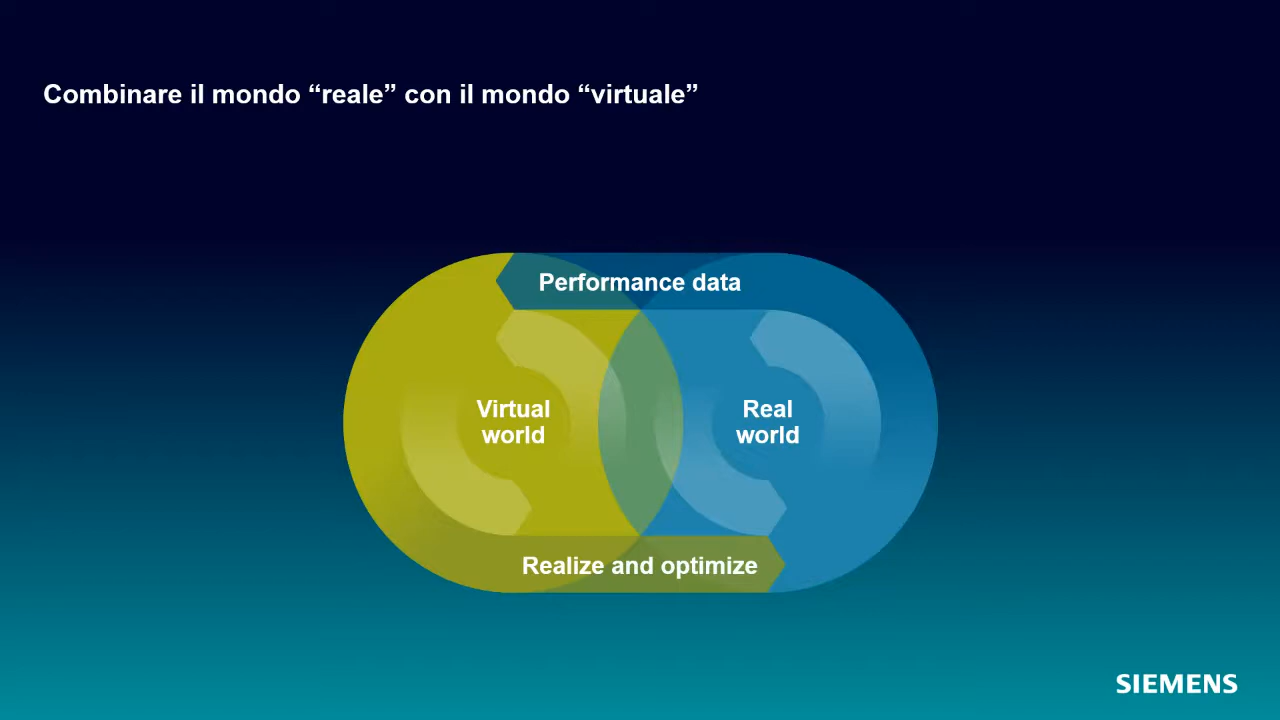 Combinare il mondo “reale” con il mondo “virtuale”
Performance data
Virtual
world
Real
world
Realize and optimize
SIEMENS